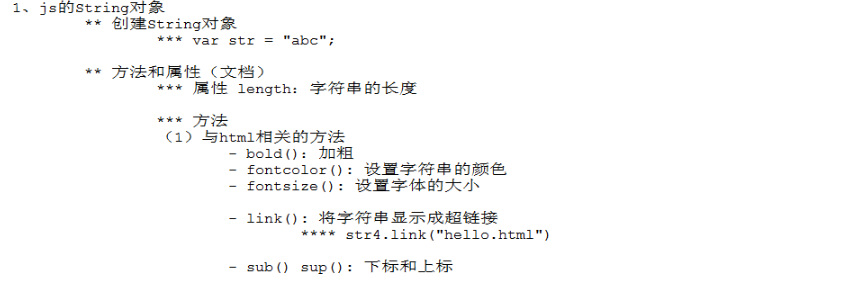 1、js的String对象
** 创建String对象
*** var str = "abc";
** 方法和属性（文档）
*** 属性 length：字符串的长度
*** 方法
（1）与html相关的方法
- bold()：加粗
- fontcolor()：设置字符串的颜色
- fontsize()：设置字体的大小
- link()：将字符串显示成超链接
**** str4.link("hello.html")
- sub() sup()：下标和上标